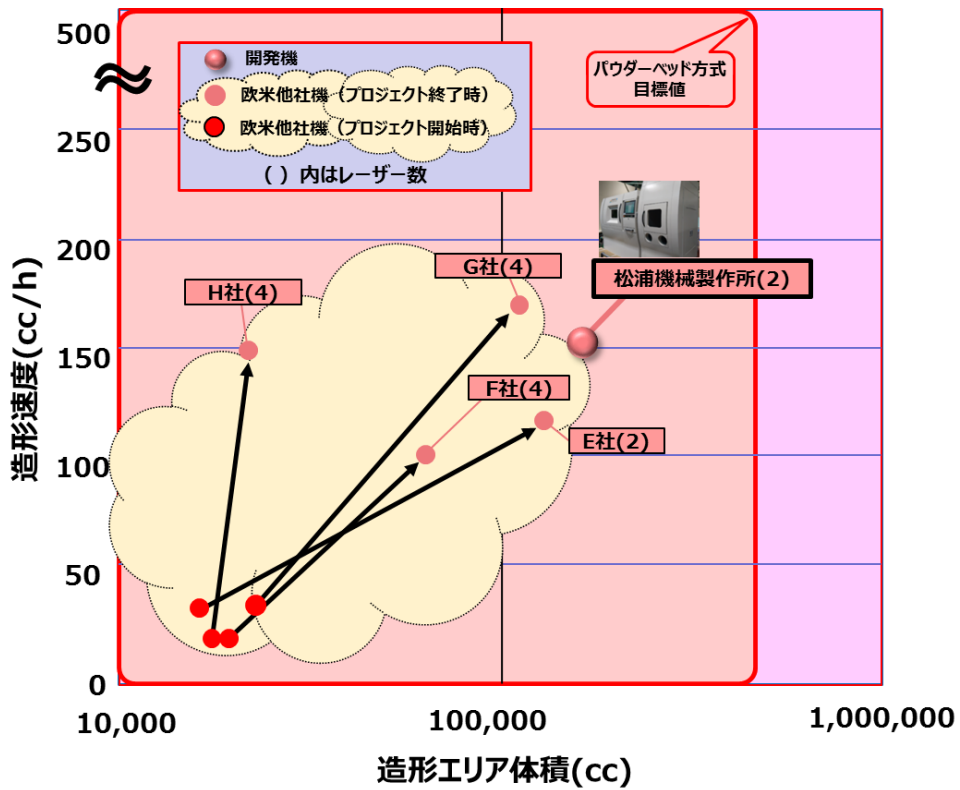 500
250
200
150
100
50
0
造形速度(cc/h)
開発機
欧米他社機（プロジェクト終了時）
欧米他社機（プロジェクト開始時）
( ) 内はレーザー数
パウダーベッド方式
目標値
松浦機械製作所(2)
G社(4)
H社(4)
F社(4)
E社(2)
10,000
100,000
1,000,000
造形エリア体積(cc)